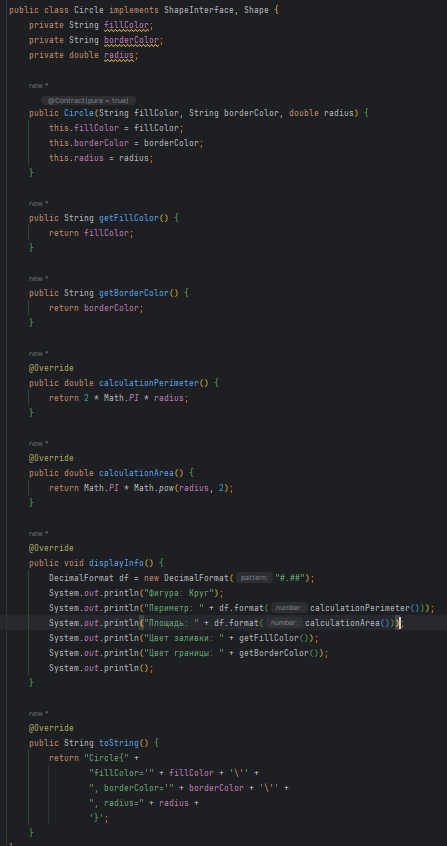 public class Circle implements ShapeInterface, Shape {
    private String fillColor;
    private String borderColor;
    private double radius;
    new *
    @Contract(pure = true)
    public Circle(String fillColor, String borderColor, double radius) {
        this.fillColor = fillColor;
        this.borderColor = borderColor;
        this.radius = radius;
    }
    new *
    public String getFillColor() {
        return fillColor;
    }
    new *
    public String getBorderColor() {
        return borderColor;
    }
    new *
    @Override
    public double calculationPerimeter() {
        return 2 * Math.PI * radius;
    }
    new *
    @Override
    public double calculationArea() {
        return Math.PI * Math.pow(radius, 2);
    }
    new *
    @Override
    public void displayInfo() {
        DecimalFormat df = new DecimalFormat( pattern: "#.##");
        System.out.println("Фигура: Круг");
        System.out.println("Периметр: " + df.format( number: calculationPerimeter()));
        System.out.println("Площадь: " + df.format( number: calculationArea()));
        System.out.println("Цвет заливки: " + getFillColor());
        System.out.println("Цвет границы: " + getBorderColor());
        System.out.println();
    }
    new *
    @Override
    public String toString() {
        return "Circle{" +
                "fillColor='" + fillColor + '\'' +
                ", borderColor='" + borderColor + '\'' +
                ", radius=" + radius +
                '}';
    }
}